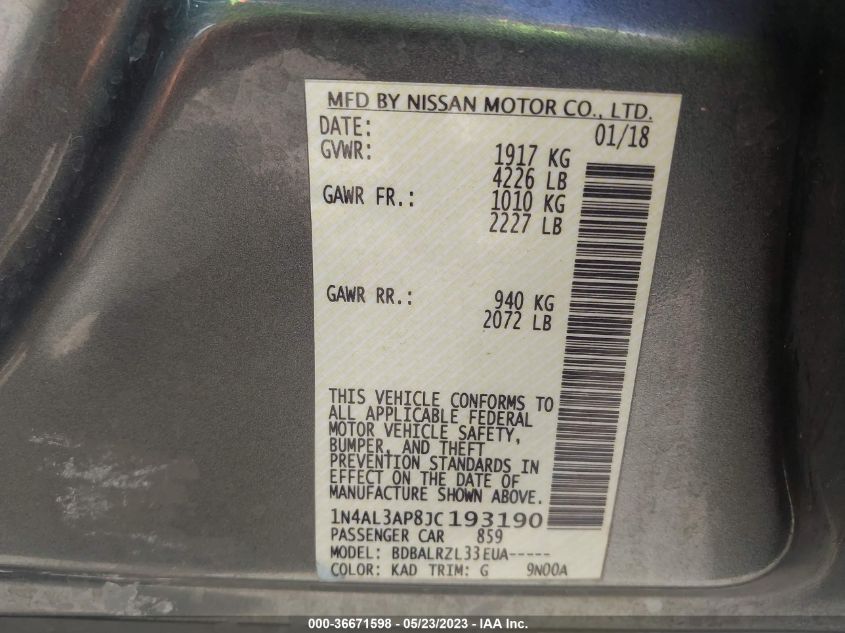 MFD BY NISSAN MOTOR CO., LTD.
DATE: 01/18
GVWR: 1917 KG
4226 LB
GAWR FR.: 1010 KG
2227 LB
GAWR RR.: 940 KG
2072 LB
THIS VEHICLE CONFORMS TO
ALL APPLICABLE FEDERAL
MOTOR VEHICLE SAFETY,
BUMPER, AND THEFT
PREVENTION STANDARDS IN
EFFECT ON THE DATE OF
MANUFACTURE SHOWN ABOVE.
1N4AL3AP8JC193190
PASSENGER CAR 859
MODEL: BDBALRZL33EUA-----
COLOR: KAD TRIM: G 9N00A
000-36671598 - 05/23/2023 - IAAI Inc.